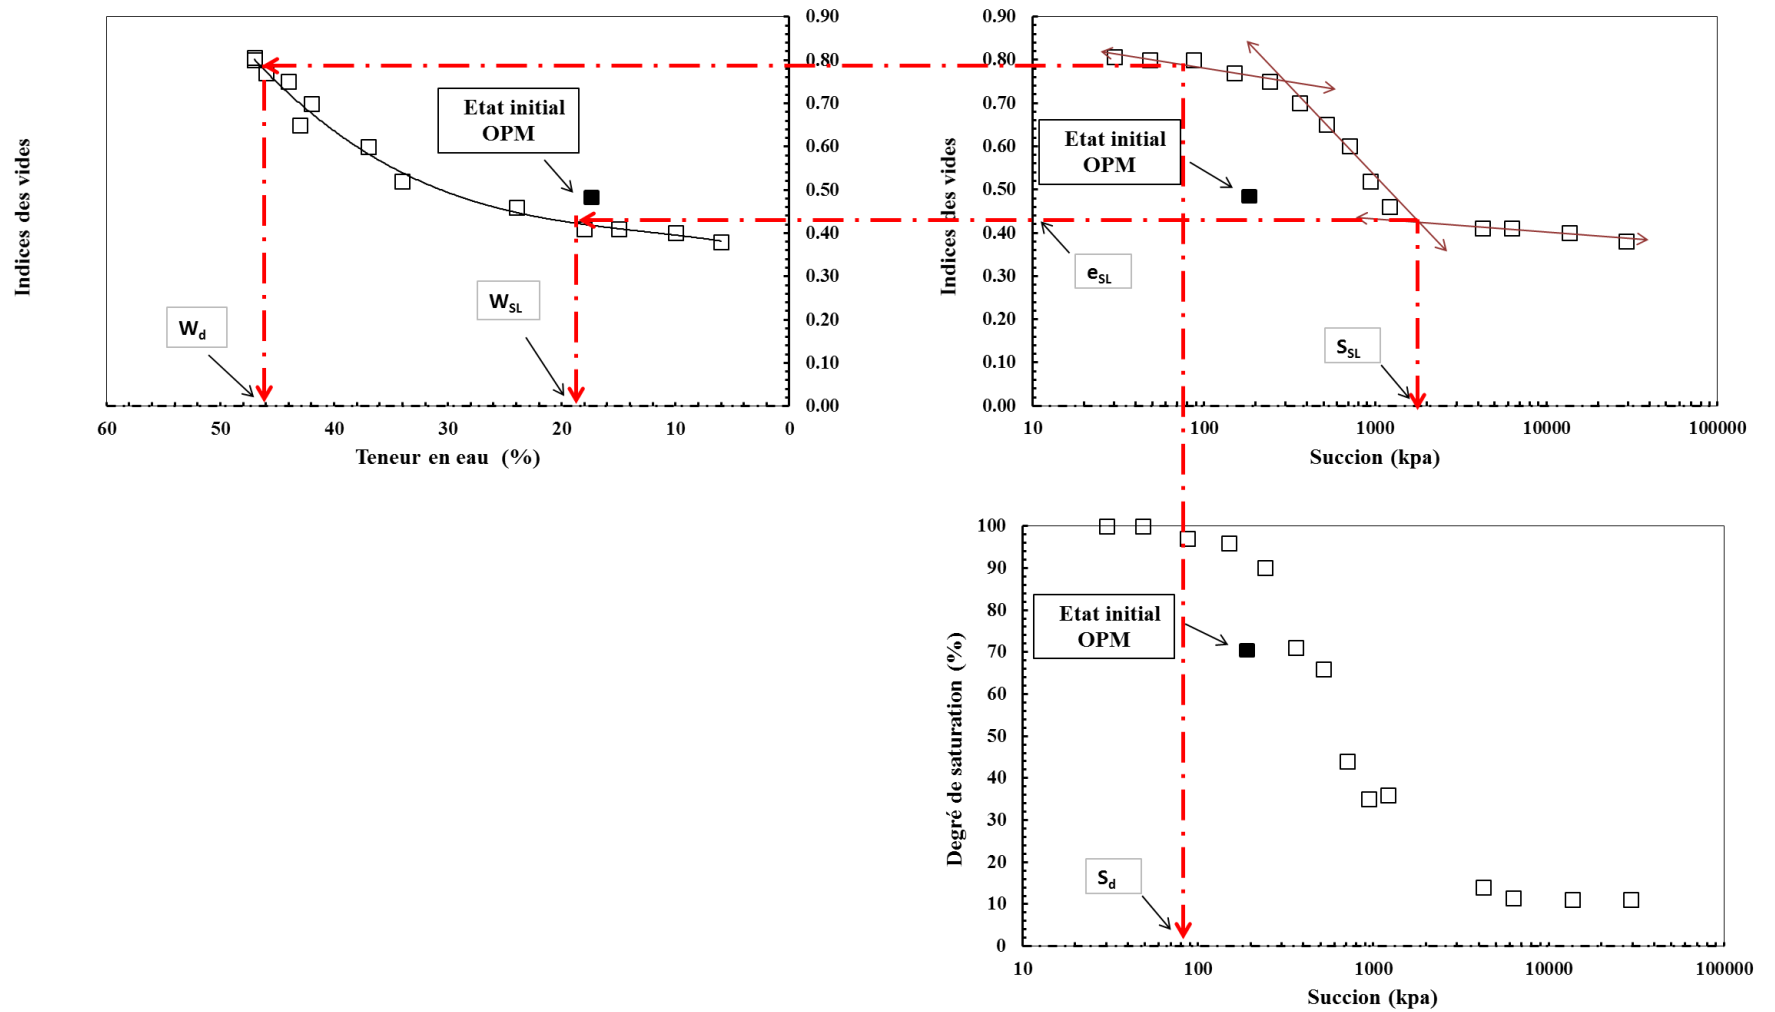 Indices des vides
0.90
0.80
0.70
0.60
0.50
0.40
0.30
0.20
0.10
0.00
60
50
40
30
20
10
0
Teneur en eau (%)
Etat initial
OPM
Wd
WSL
Indices des vides
0.90
0.80
0.70
0.60
0.50
0.40
0.30
0.20
0.10
0.00
10
100
1000
10000
100000
Succion (kpa)
Etat initial
OPM
eSL
SSL
Degré de saturation (%)
100
90
80
70
60
50
40
30
20
10
0
10
100
1000
10000
100000
Succion (kpa)
Etat initial
OPM
Sd